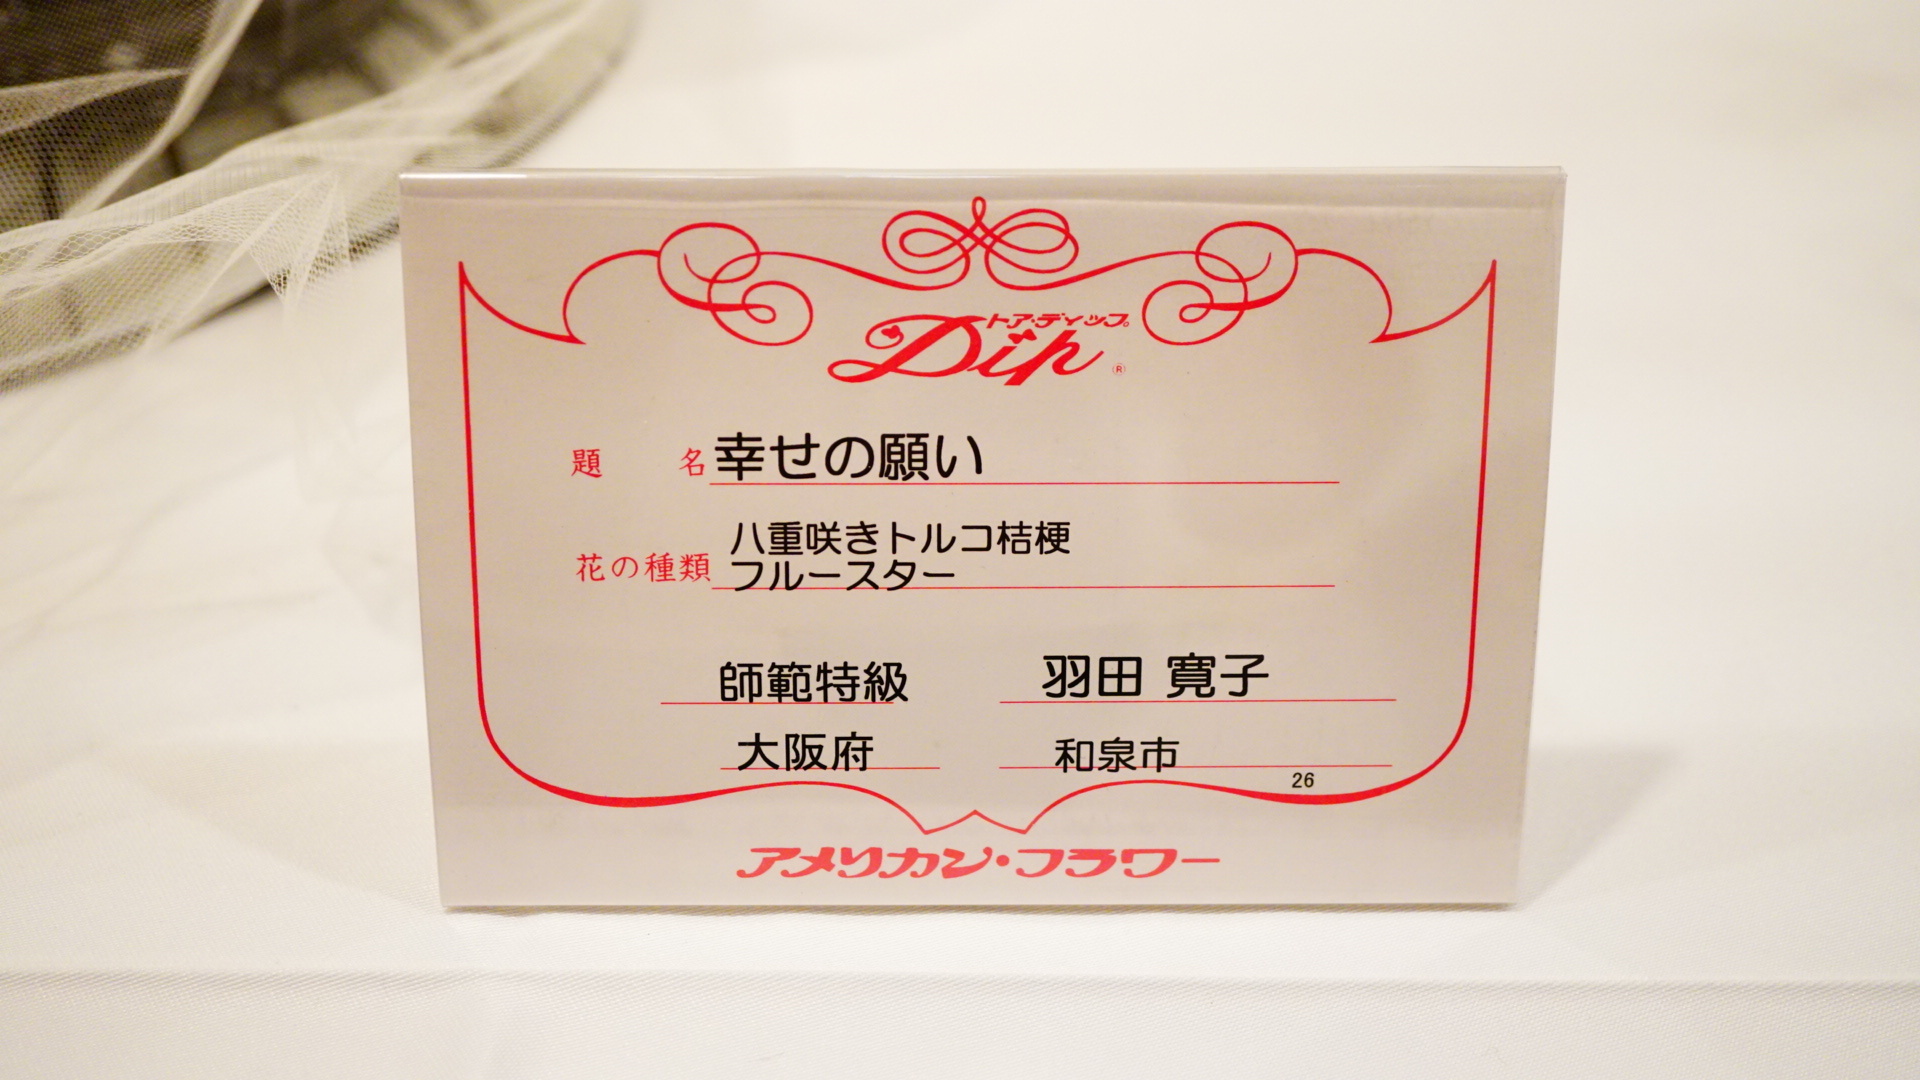 トア・ディップ
Dip ®
題 名 幸せの願い
花の種類 八重咲きトルコ桔梗
フルースター
師範特級 羽田 寛子
大阪府 和泉市
26
アメリカン・フラワー